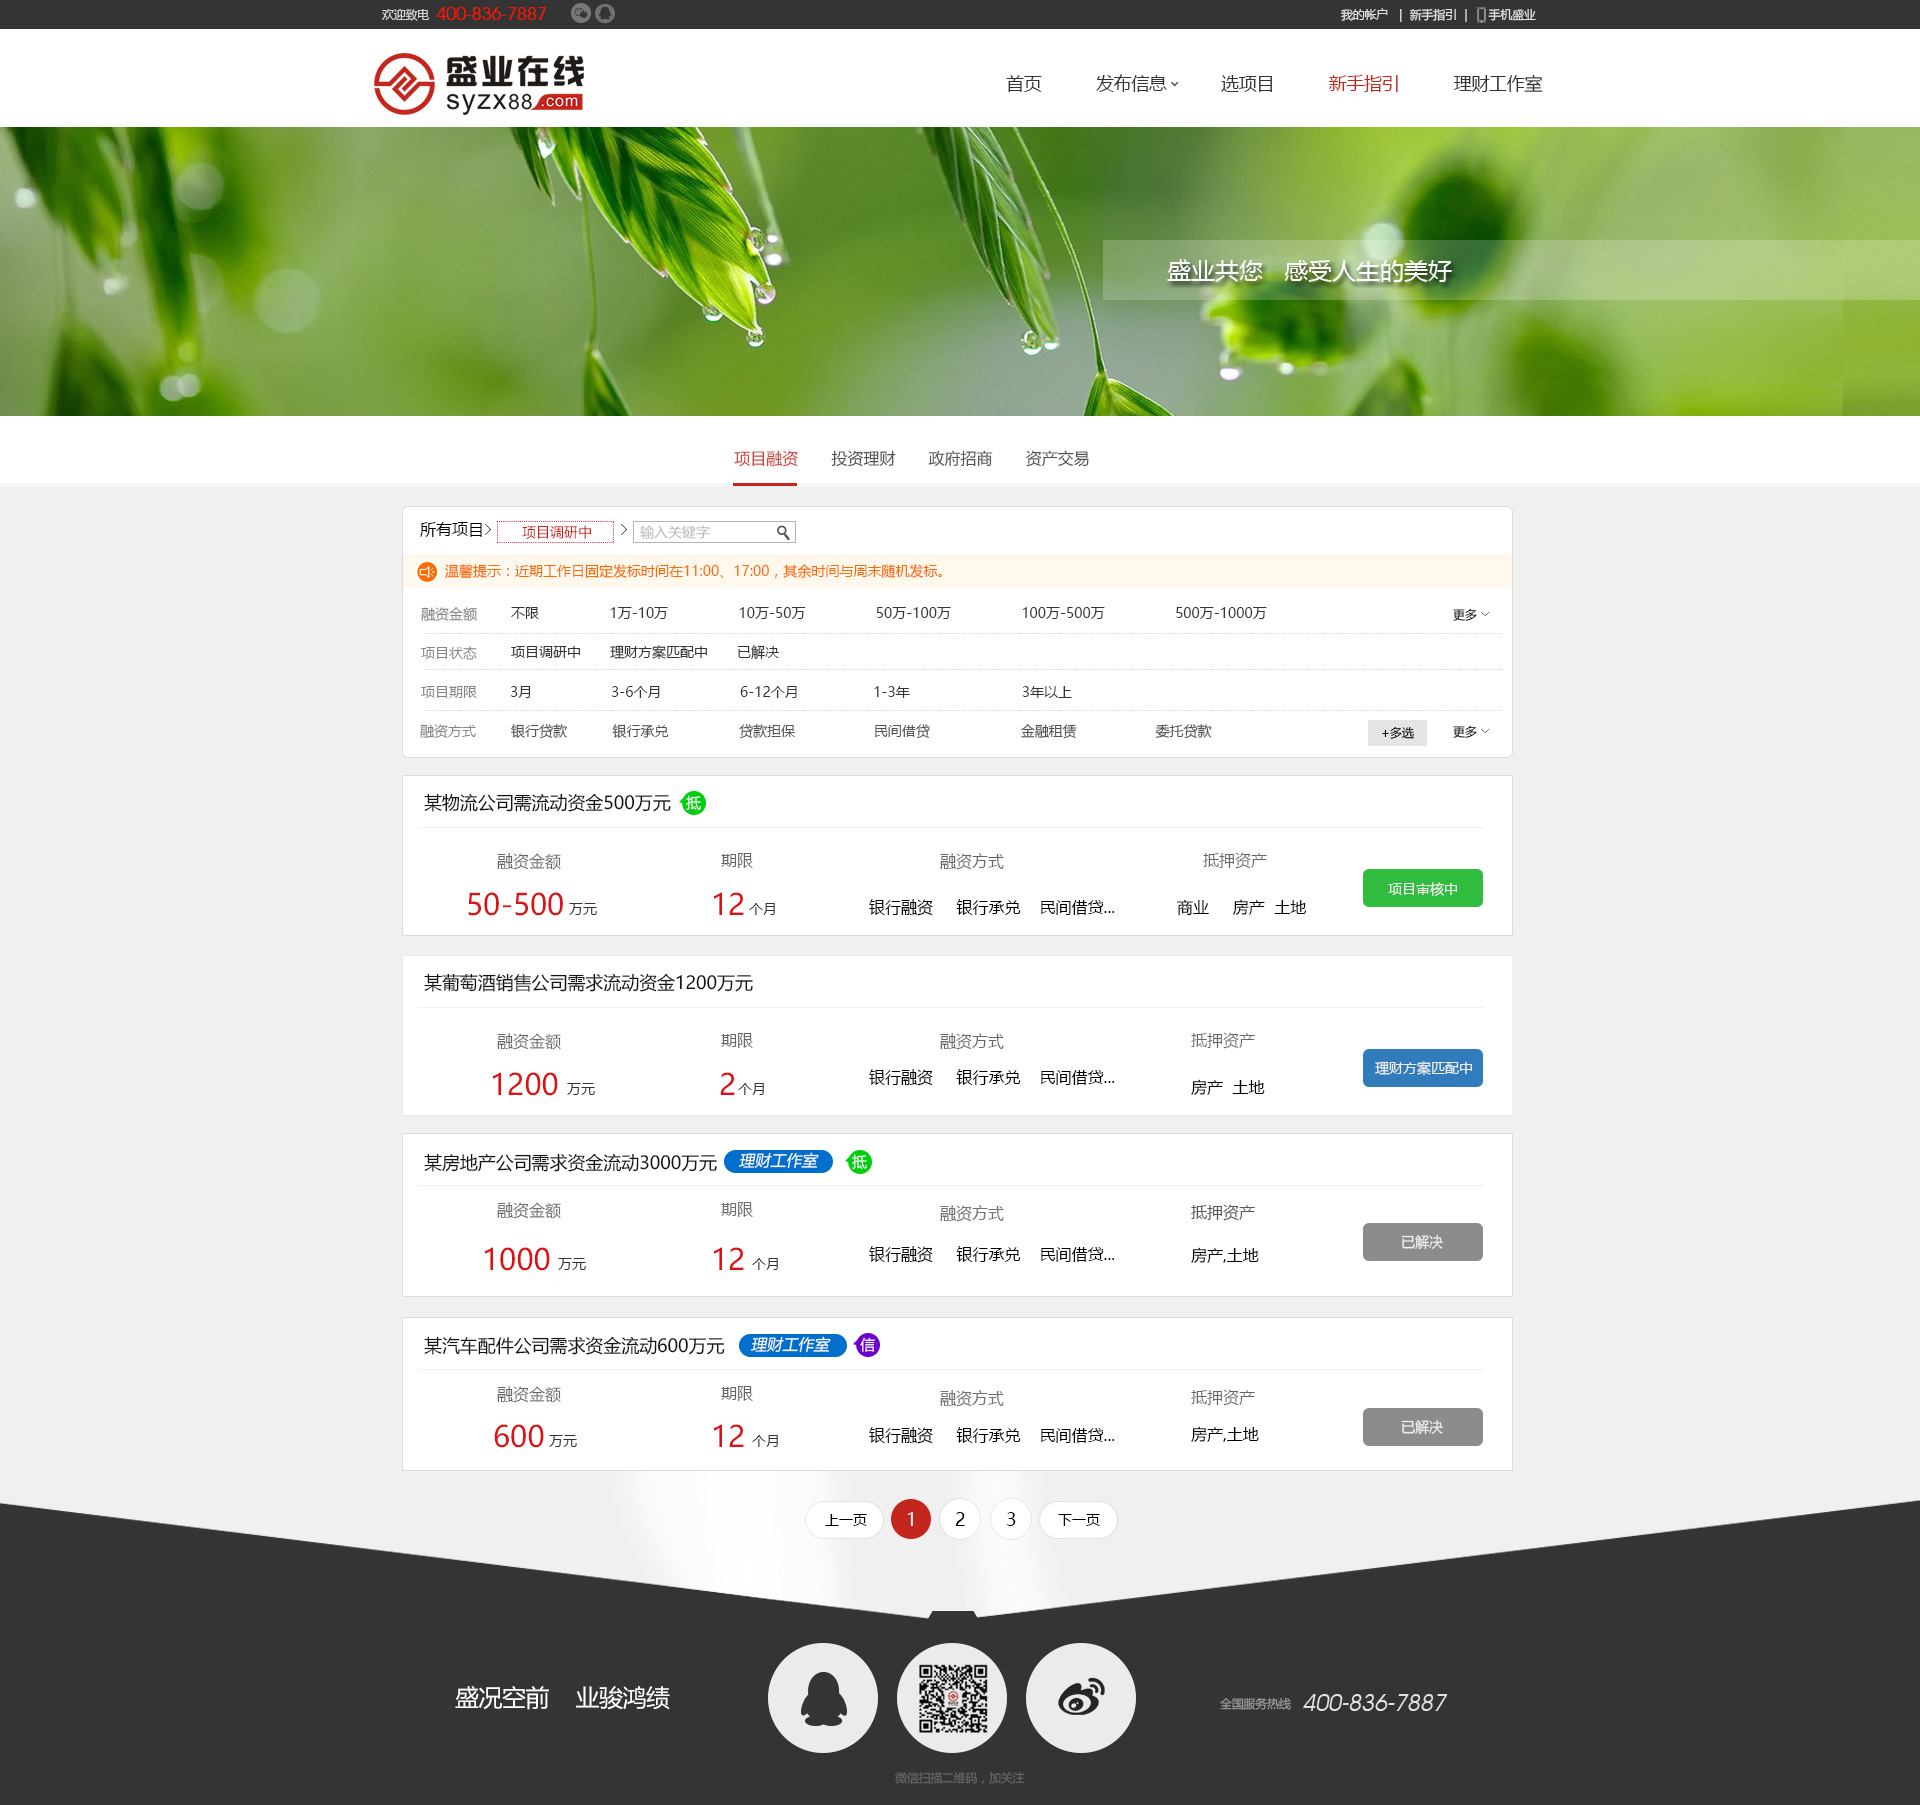 欢迎致电 400-836-7887 我的帐户 | 新手指引 | 手机盛业
盛业在线
syzx88.com
首页 发布信息 选项目 新手指引 理财工作室
盛业共您 感受人生的美好
项目融资 投资理财 政府招商 资产交易
所有项目> 项目调研中 > 输入关键字
温馨提示：近期工作日固定发标时间在11:00、17:00，其余时间与周末随机发标。
融资金额 不限 1万-10万 10万-50万 50万-100万 100万-500万 500万-1000万 更多
项目状态 项目调研中 理财方案匹配中 已解决
项目期限 3月 3-6个月 6-12个月 1-3年 3年以上
融资方式 银行贷款 银行承兑 贷款担保 民间借贷 金融租赁 委托贷款 +多选 更多
某物流公司需流动资金500万元 抵
融资金额 期限 融资方式 抵押资产
50-500 万元 12 个月 银行融资 银行承兑 民间借贷... 商业 房产 土地 项目审核中
某葡萄酒销售公司需求流动资金1200万元
融资金额 期限 融资方式 抵押资产
1200 万元 2 个月 银行融资 银行承兑 民间借贷... 房产 土地 理财方案匹配中
某房地产公司需求资金流动3000万元 理财工作室 抵
融资金额 期限 融资方式 抵押资产
1000 万元 12 个月 银行融资 银行承兑 民间借贷... 房产,土地 已解决
某汽车配件公司需求资金流动600万元 理财工作室 信
融资金额 期限 融资方式 抵押资产
600 万元 12 个月 银行融资 银行承兑 民间借贷... 房产,土地 已解决
上一页 1 2 3 下一页
盛况空前 业骏鸿绩 全国服务热线 400-836-7887
微信扫描二维码，加关注